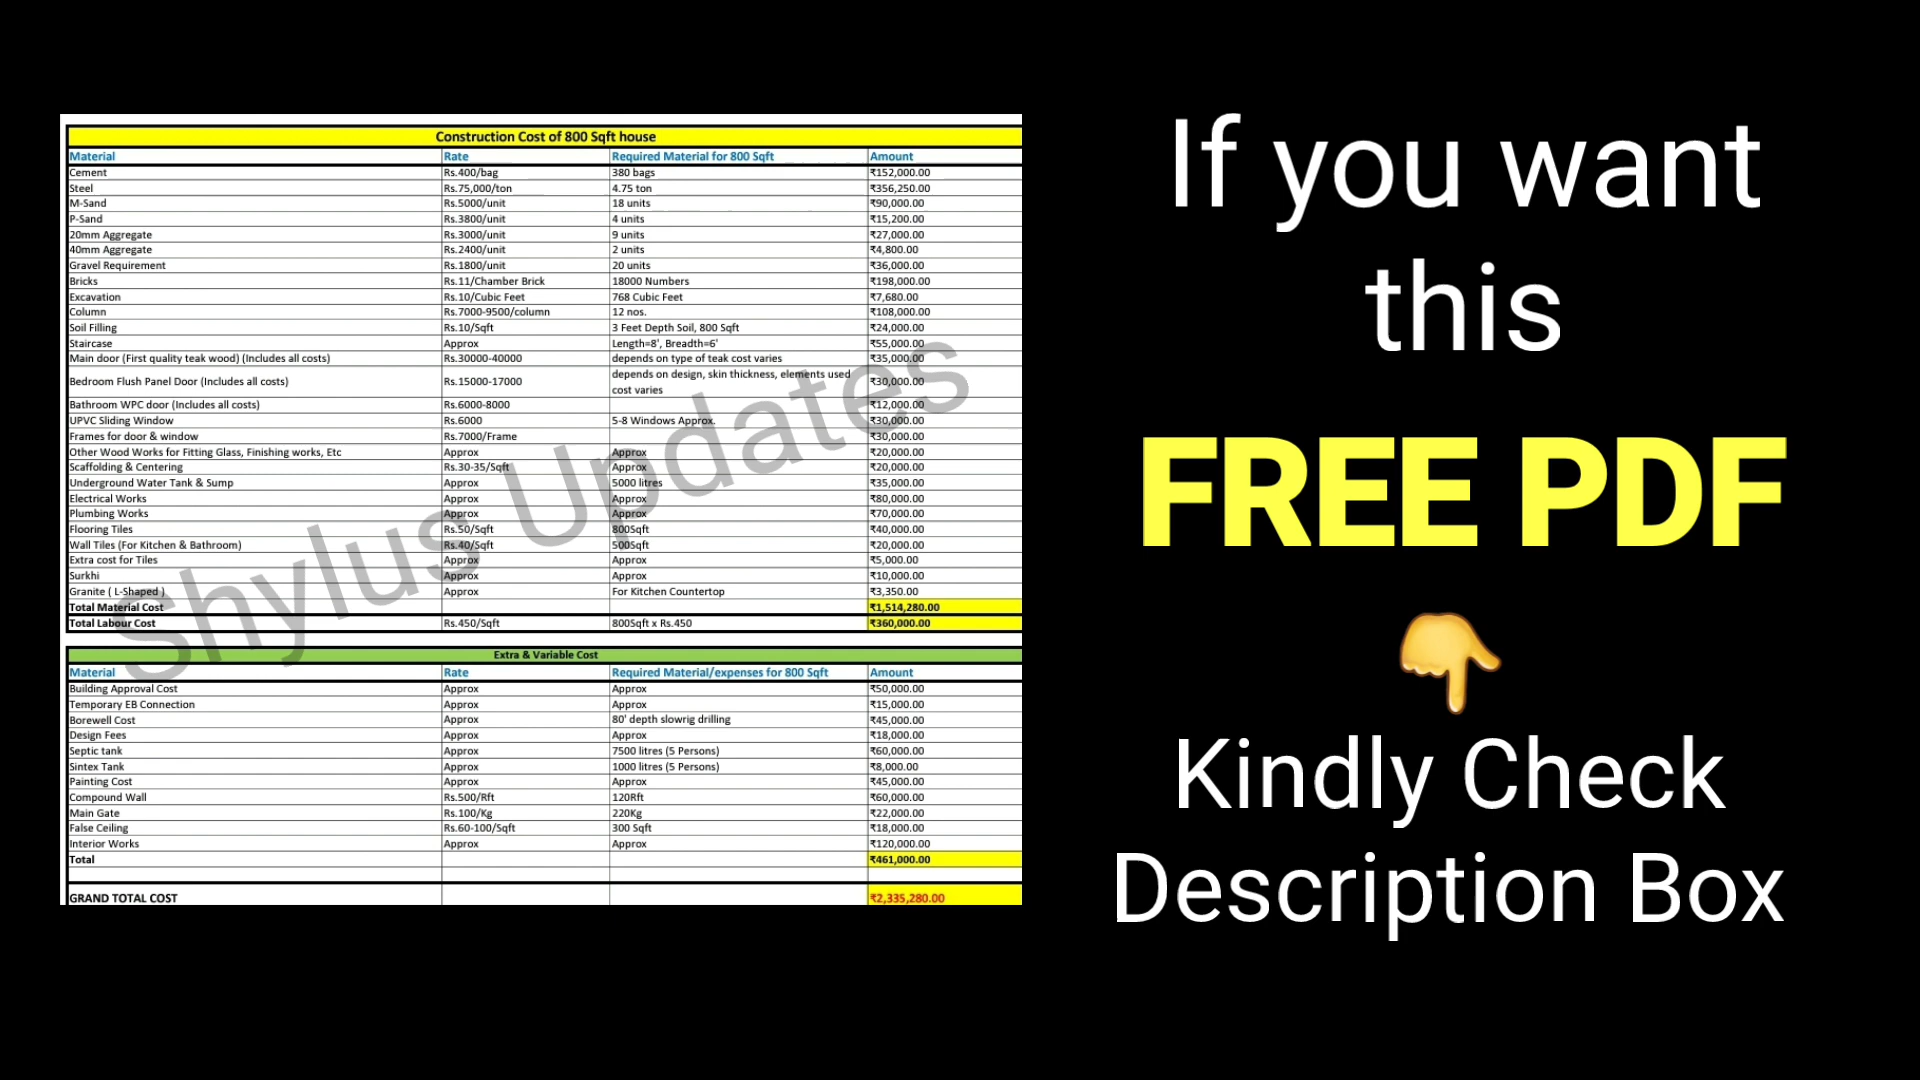 Construction Cost of 800 Sqft house
Material Rate Required Material for 800 Sqft Amount
Cement Rs.400/bag 380 bags ₹152,000.00
Steel Rs.75,000/ton 4.75 ton ₹356,250.00
M-Sand Rs.5000/unit 18 units ₹90,000.00
P-Sand Rs.3800/unit 4 units ₹15,200.00
20mm Aggregate Rs.3000/unit 9 units ₹27,000.00
40mm Aggregate Rs.2400/unit 2 units ₹4,800.00
Gravel Requirement Rs.1800/unit 20 units ₹36,000.00
Bricks Rs.11/Chamber Brick 18000 Numbers ₹198,000.00
Excavation Rs.10/Cubic Feet 768 Cubic Feet ₹7,680.00
Column Rs.7000-9500/column 12 nos. ₹108,000.00
Soil Filling Rs.10/Sqft 3 Feet Depth Soil, 800 Sqft ₹24,000.00
Staircase Approx Length=8', Breadth=6' ₹55,000.00
Main door (First quality teak wood) (Includes all costs) Rs.30000-40000 depends on type of teak cost varies ₹35,000.00
Bedroom Flush Panel Door (Includes all costs) Rs.15000-17000 depends on design, skin thickness, elements used cost varies ₹30,000.00
Bathroom WPC door (Includes all costs) Rs.6000-8000 ₹12,000.00
UPVC Sliding Window Rs.6000 5-8 Windows Approx. ₹30,000.00
Frames for door & window Rs.7000/Frame ₹30,000.00
Other Wood Works for Fitting Glass, Finishing works, Etc Approx Approx ₹20,000.00
Scaffolding & Centering Rs.30-35/Sqft Approx ₹20,000.00
Underground Water Tank & Sump Approx 5000 litres ₹35,000.00
Electrical Works Approx Approx ₹80,000.00
Plumbing Works Approx Approx ₹70,000.00
Flooring Tiles Rs.50/Sqft 800Sqft ₹40,000.00
Wall Tiles (For Kitchen & Bathroom) Rs.40/Sqft 500Sqft ₹20,000.00
Extra cost for Tiles Approx Approx ₹5,000.00
Surkhi Approx Approx ₹10,000.00
Granite ( L-Shaped ) Approx For Kitchen Countertop ₹3,350.00
Total Material Cost ₹1,514,280.00
Total Labour Cost Rs.450/Sqft 800Sqft x Rs.450 ₹360,000.00
Extra & Variable Cost
Material Rate Required Material/expenses for 800 Sqft Amount
Building Approval Cost Approx Approx ₹50,000.00
Temporary EB Connection Approx Approx ₹15,000.00
Borewell Cost Approx 80' depth slowrig drilling ₹45,000.00
Design Fees Approx Approx ₹18,000.00
Septic tank Approx 7500 litres (5 Persons) ₹60,000.00
Sintex Tank Approx 1000 litres (5 Persons) ₹8,000.00
Painting Cost Approx Approx ₹45,000.00
Compound Wall Rs.500/Rft 120Rft ₹60,000.00
Main Gate Rs.100/Kg 220Kg ₹22,000.00
False Ceiling Rs.60-100/Sqft 300 Sqft ₹18,000.00
Interior Works Approx Approx ₹120,000.00
Total ₹461,000.00
GRAND TOTAL COST ₹2,335,280.00
Shylus Updates
If you want
this
FREE PDF
Kindly Check
Description Box